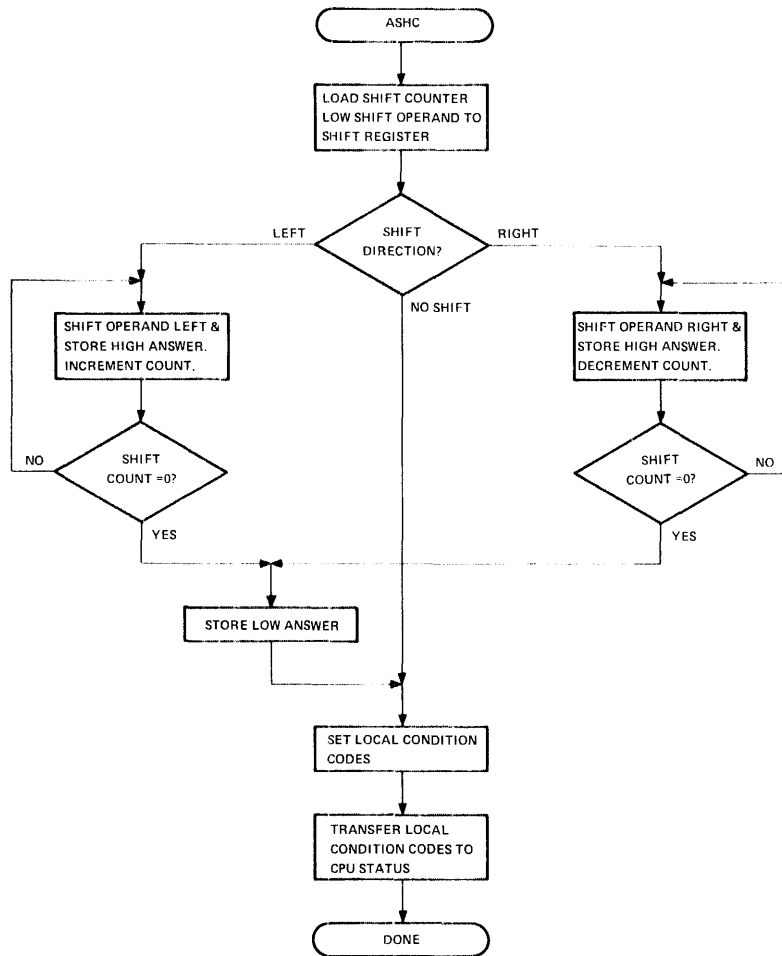 ASHC
LOAD SHIFT COUNTER
LOW SHIFT OPERAND TO
SHIFT REGISTER
LEFT
SHIFT
DIRECTION?
RIGHT
NO SHIFT
SHIFT OPERAND LEFT &
STORE HIGH ANSWER.
INCREMENT COUNT.
SHIFT OPERAND RIGHT &
STORE HIGH ANSWER.
DECREMENT COUNT.
NO
SHIFT
COUNT =0?
YES
SHIFT
COUNT =0?
NO
YES
STORE LOW ANSWER
SET LOCAL CONDITION
CODES
TRANSFER LOCAL
CONDITION CODES TO
CPU STATUS
DONE